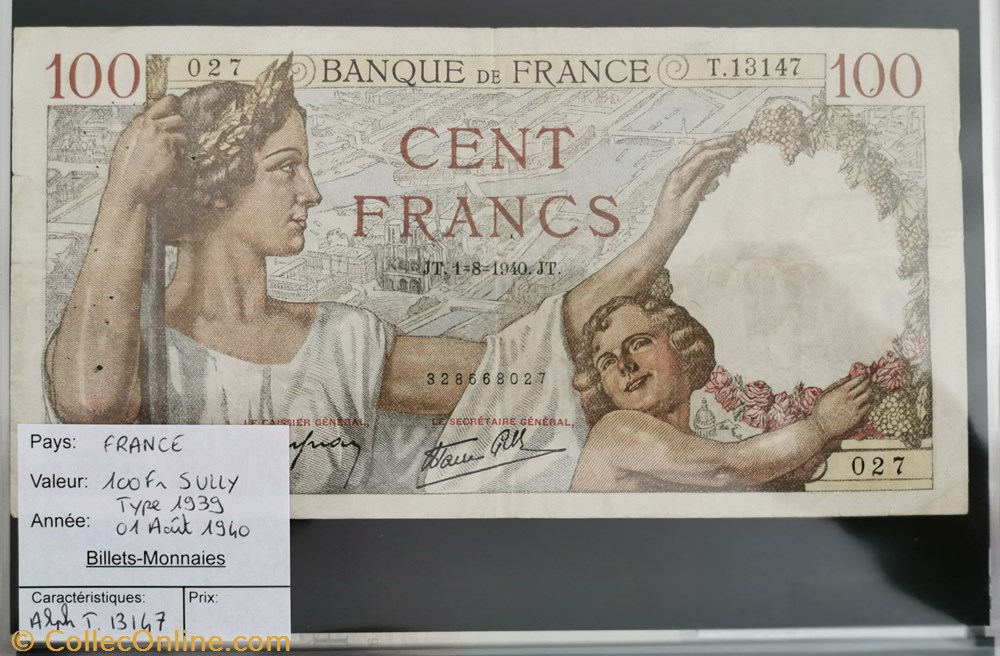 100 027 BANQUE DE FRANCE T.13147 100
CENT
FRANCS
JT. 1=8=1940. JT.
328668027
LE CAISSIER GÉNÉRAL,
LE SECRÉTAIRE GÉNÉRAL,
027
Pays: FRANCE
Valeur: 100Fr SULLY
Type 1939
Année: 01 Août 1940
Billets-Monnaies
Caractéristiques: Prix:
Alph T. 13147
© CollecOnline.com